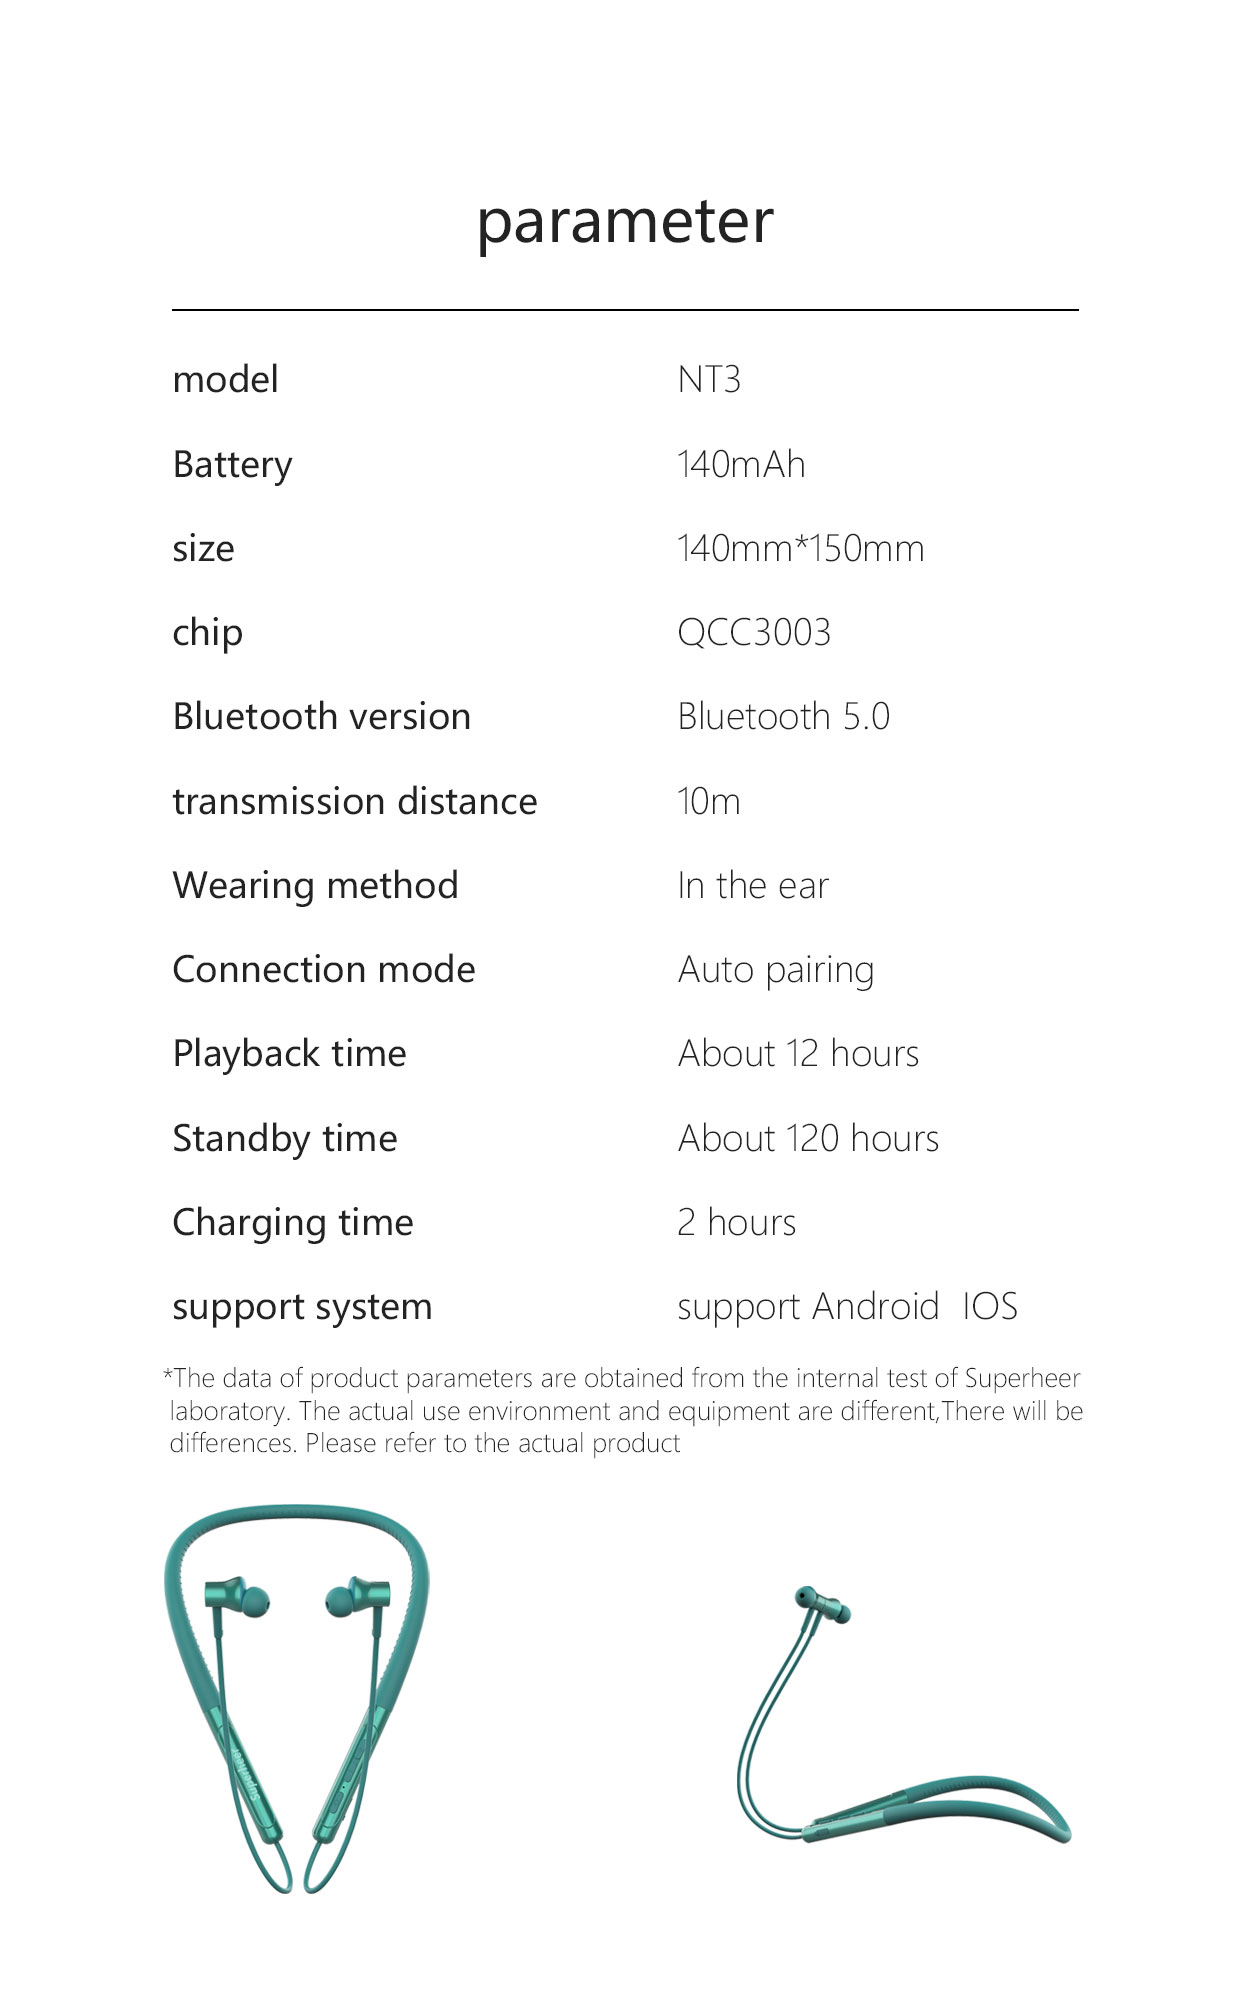 parameter
model NT3
Battery 140mAh
size 140mm*150mm
chip QCC3003
Bluetooth version Bluetooth 5.0
transmission distance 10m
Wearing method In the ear
Connection mode Auto pairing
Playback time About 12 hours
Standby time About 120 hours
Charging time 2 hours
support system support Android IOS
*The data of product parameters are obtained from the internal test of Superheer
laboratory. The actual use environment and equipment are different,There will be
differences. Please refer to the actual product
Superheer